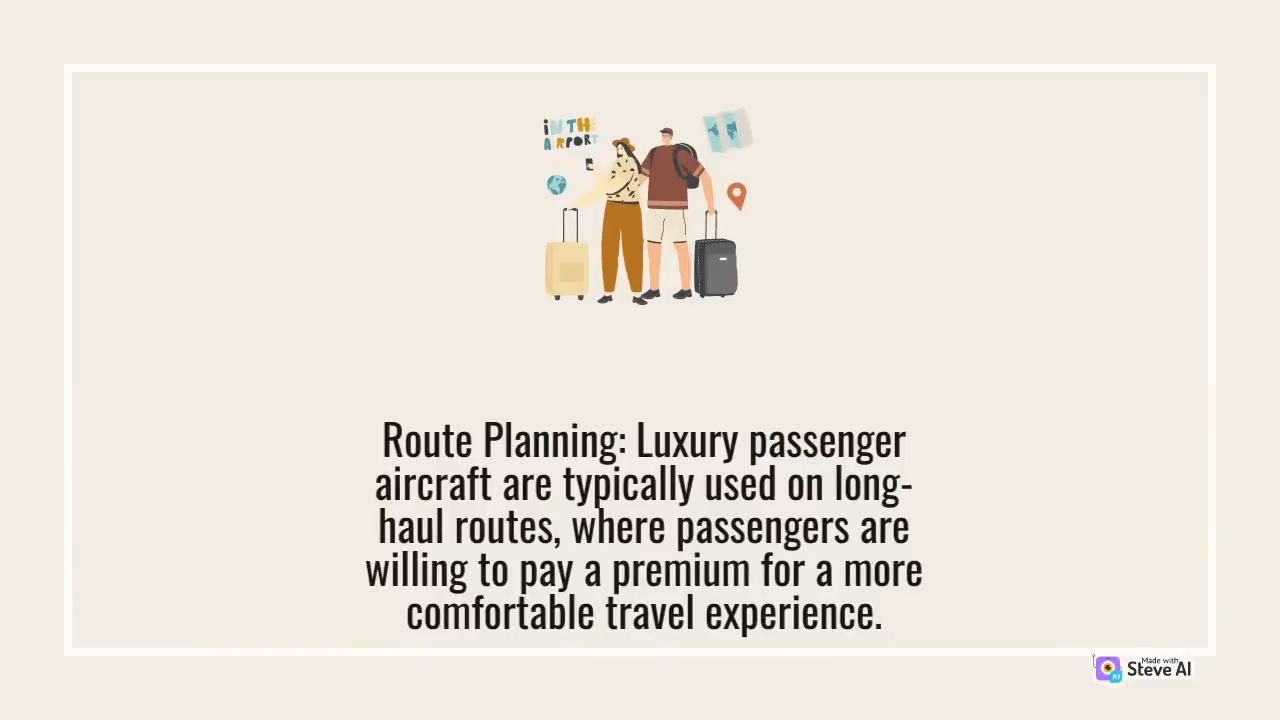 iN THE
AiRPORT
Route Planning: Luxury passenger
aircraft are typically used on long-
haul routes, where passengers are
willing to pay a premium for a more
comfortable travel experience.
Made with
Steve AI
AI